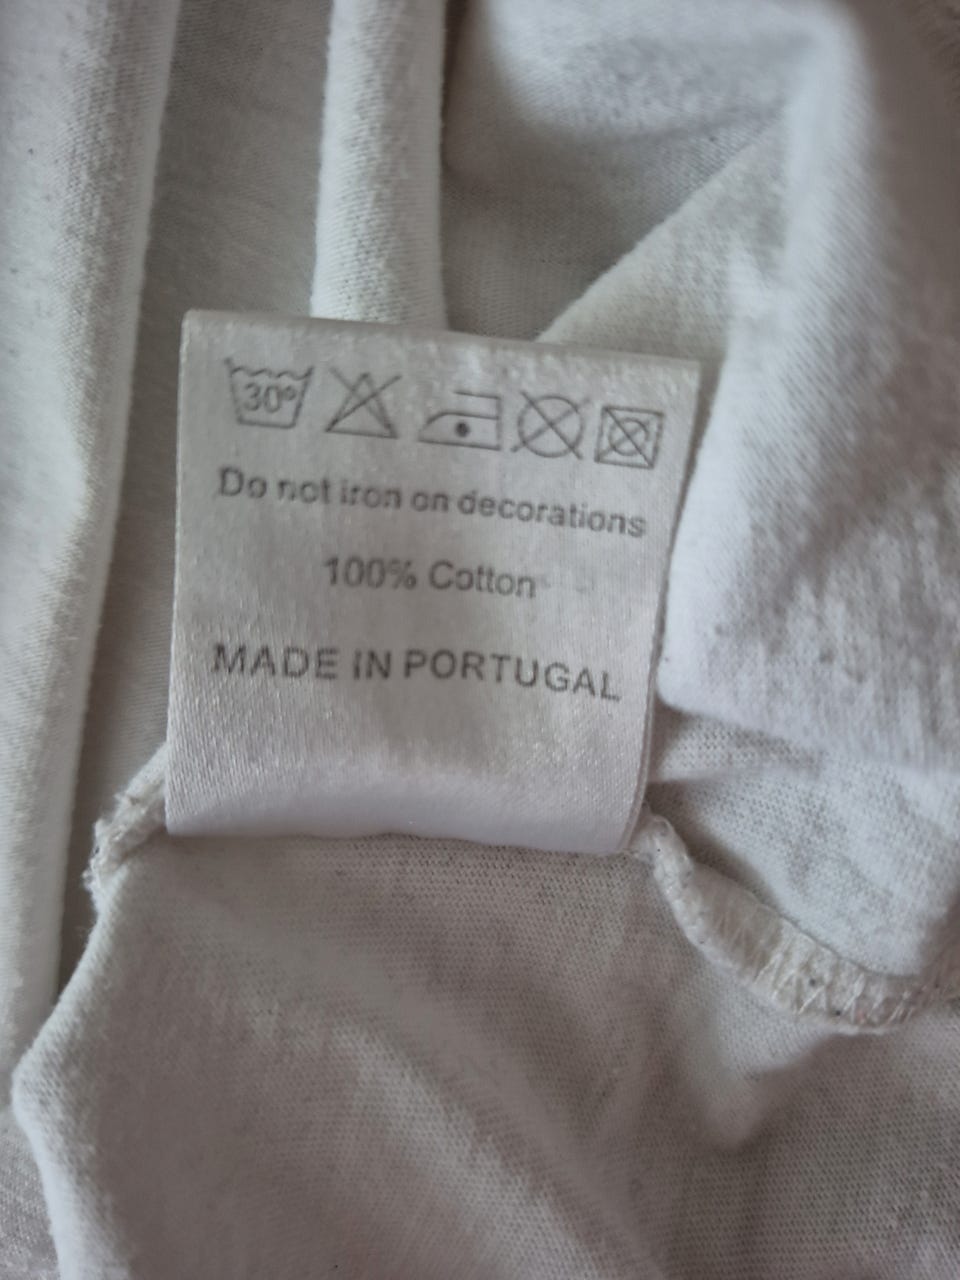 30°
Do not iron on decorations
100% Cotton
MADE IN PORTUGAL